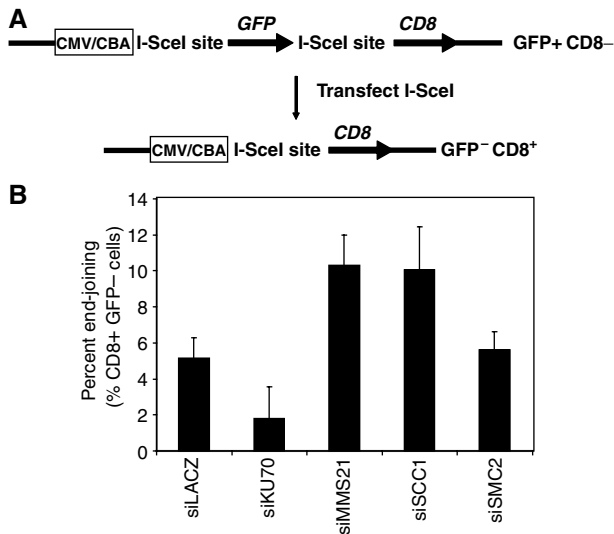 A
GFP CD8
CMV/CBA I-SceI site I-SceI site GFP+ CD8–
Transfect I-SceI
CD8
CMV/CBA I-SceI site GFP⁻ CD8⁺
B
Percent end-joining
(% CD8+ GFP– cells)
14
12
10
8
6
4
2
0
siLACZ
siKU70
siMMS21
siSCC1
siSMC2